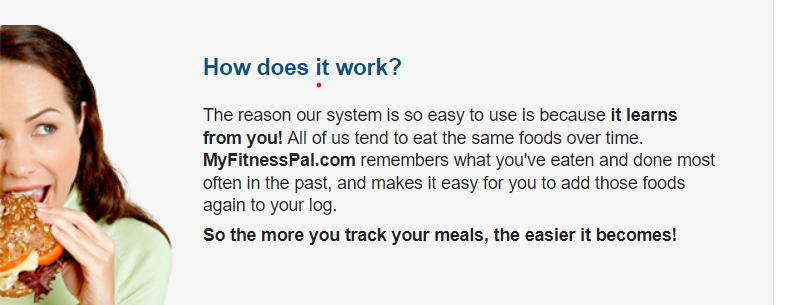 How does it work?
The reason our system is so easy to use is because it learns
from you! All of us tend to eat the same foods over time.
MyFitnessPal.com remembers what you've eaten and done most
often in the past, and makes it easy for you to add those foods
again to your log.
So the more you track your meals, the easier it becomes!